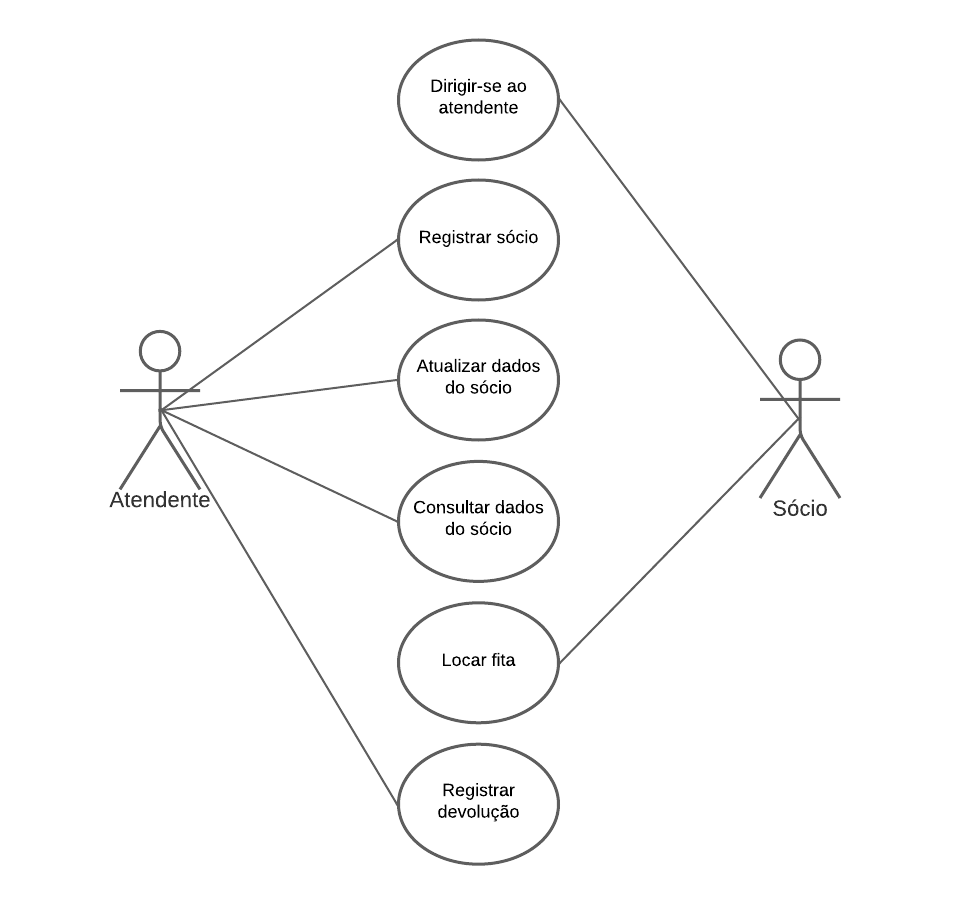 Dirigir-se ao
atendente
Registrar sócio
Atualizar dados
do sócio
Atendente
Consultar dados
do sócio
Sócio
Locar fita
Registrar
devolução